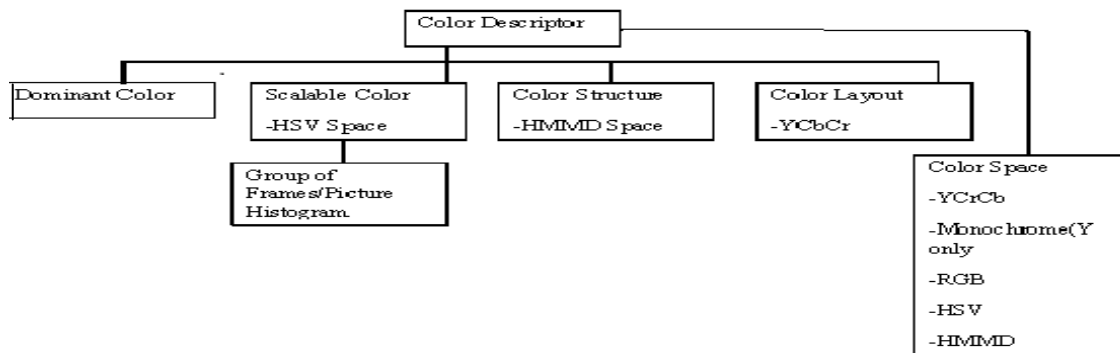 Color Descriptor
Dominant Color
Scalable Color
-HSV Space
Color Structure
-HMMD Space
Color Layout
-YCbCr
Group of
Frames/Picture
Histogram.
Color Space
-YCrCb
-Monochrome(Y
only
-RGB
-HSV
-HMMD